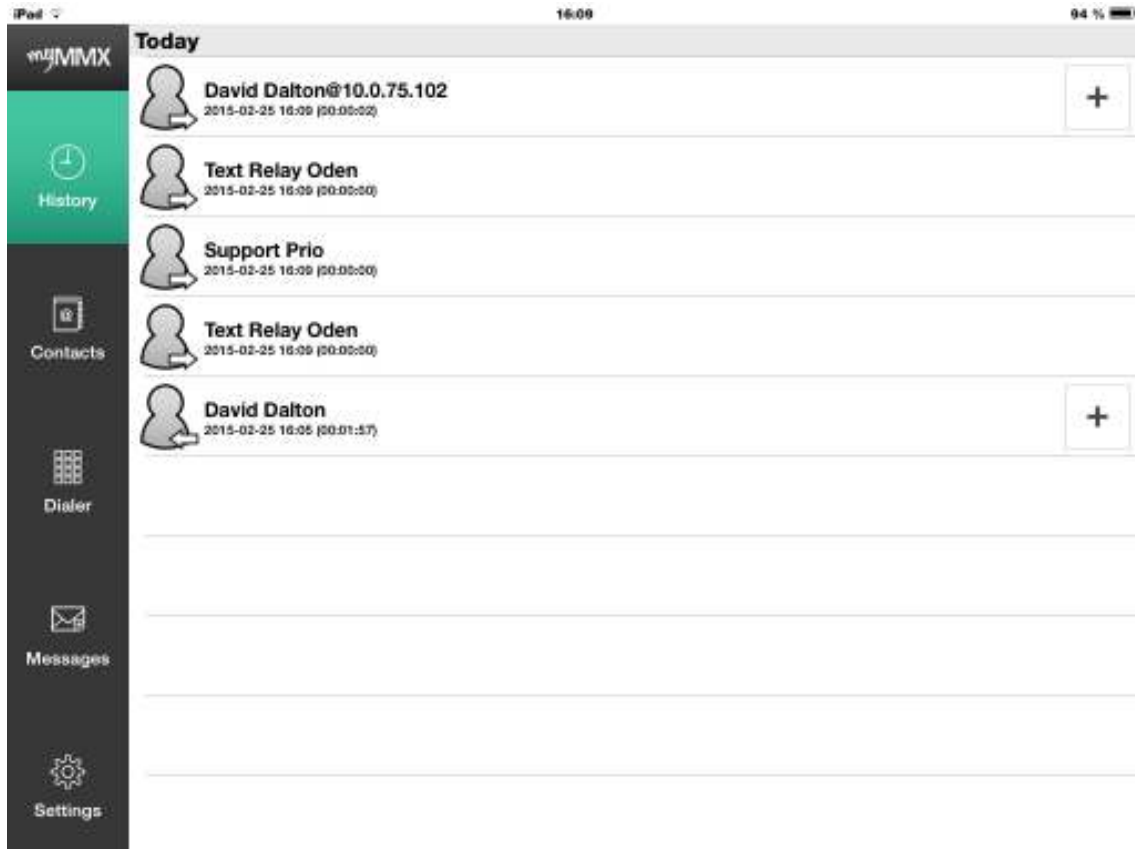 iPad 16:09 94 %
myMMX
Today
David Dalton@10.0.75.102
2015-02-25 16:09 (00:00:02)
+
Text Relay Oden
2015-02-25 16:09 (00:00:00)
History
Support Prio
2015-02-25 16:09 (00:00:00)
@
Contacts
Text Relay Oden
2015-02-25 16:09 (00:00:00)
David Dalton
2015-02-25 16:05 (00:01:57)
+
Dialer
Messages
Settings